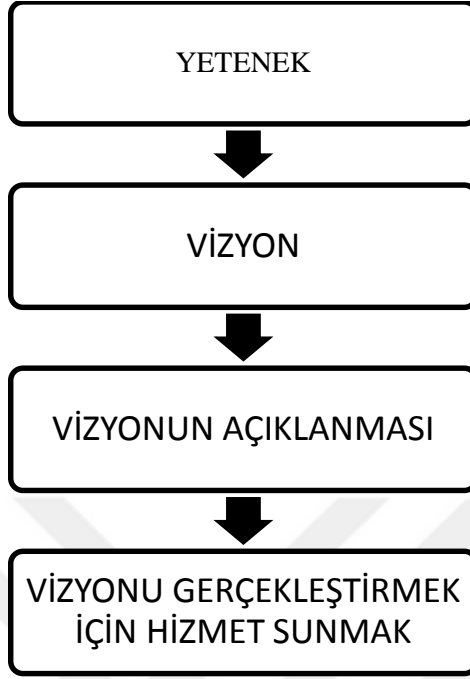 YETENEK
VİZYON
VİZYONUN AÇIKLANMASI
VİZYONU GERÇEKLEŞTİRMEK
İÇİN HİZMET SUNMAK